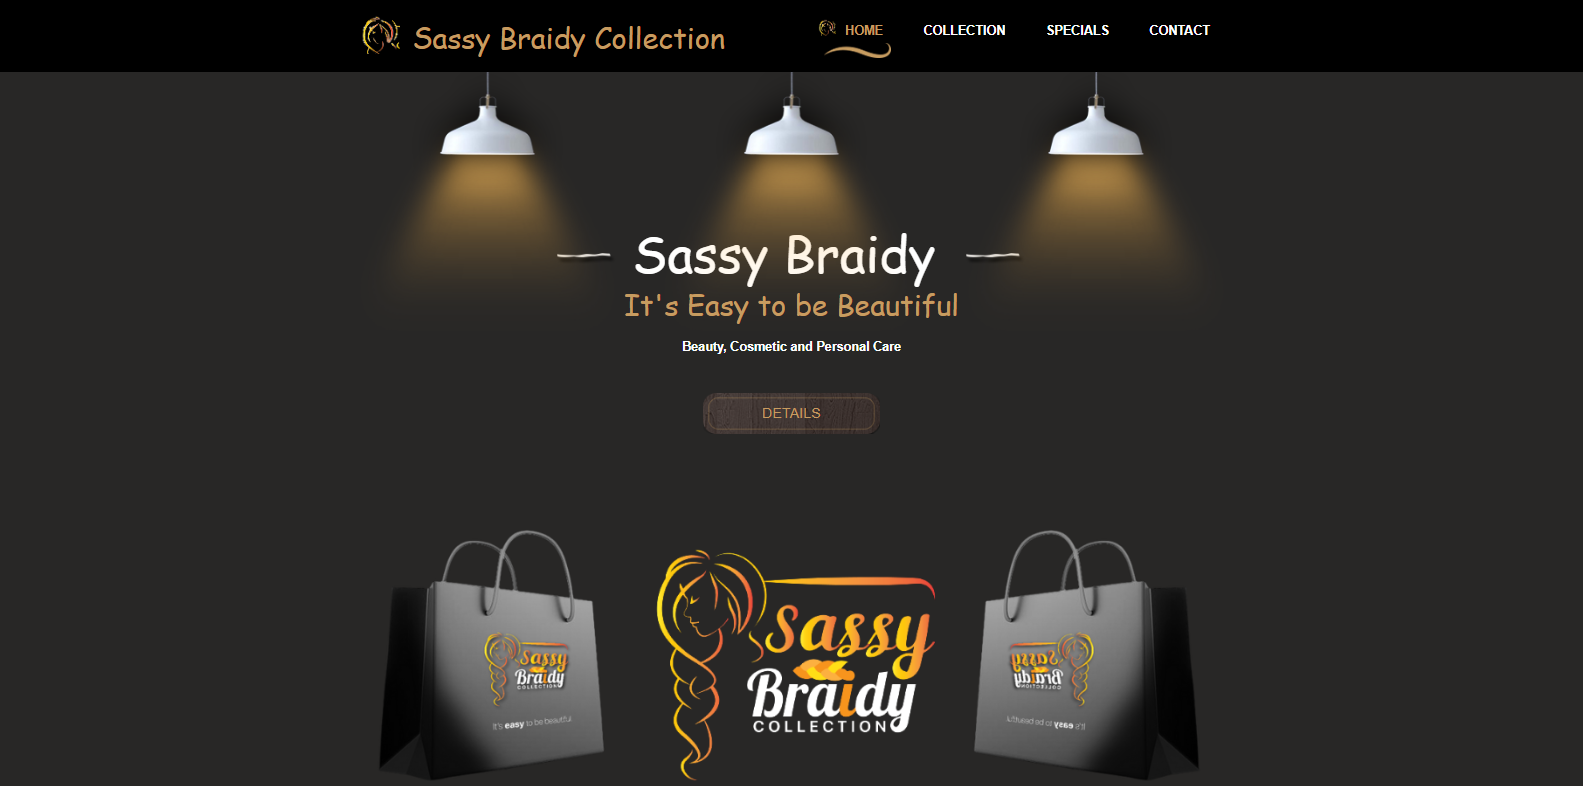 Sassy Braidy Collection
HOME
COLLECTION
SPECIALS
CONTACT
Sassy Braidy
It's Easy to be Beautiful
Beauty, Cosmetic and Personal Care
DETAILS
Sassy
Braidy
COLLECTION
it's easy to be beautiful
Sassy
Braidy
COLLECTION
Sassy
Braidy
COLLECTION
it's easy to be beautiful